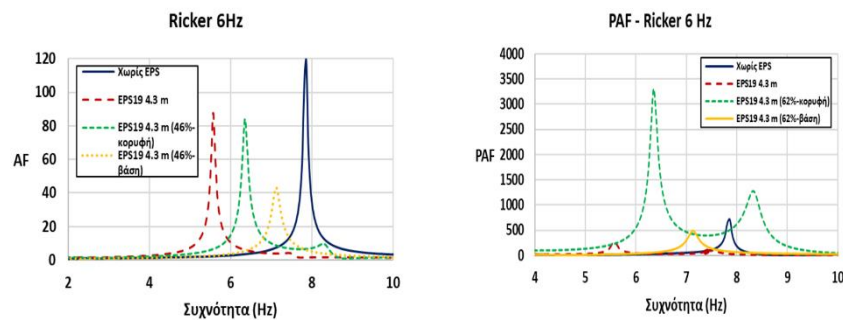 Ricker 6Hz
120
100
80
60
40
20
0
AF
Χωρίς EPS
EPS19 4.3 m
EPS19 4.3 m (46%-
κορυφή)
EPS19 4.3 m (46%-
βάση)
2
4
6
8
10
Συχνότητα (Hz)
PAF - Ricker 6 Hz
4000
3500
3000
2500
2000
1500
1000
500
0
PAF
Χωρίς EPS
EPS19 4.3 m
EPS19 4.3 m (62%-κορυφή)
EPS19 4.3 m (62%-βάση)
4
5
6
7
8
9
10
Συχνότητα (Hz)